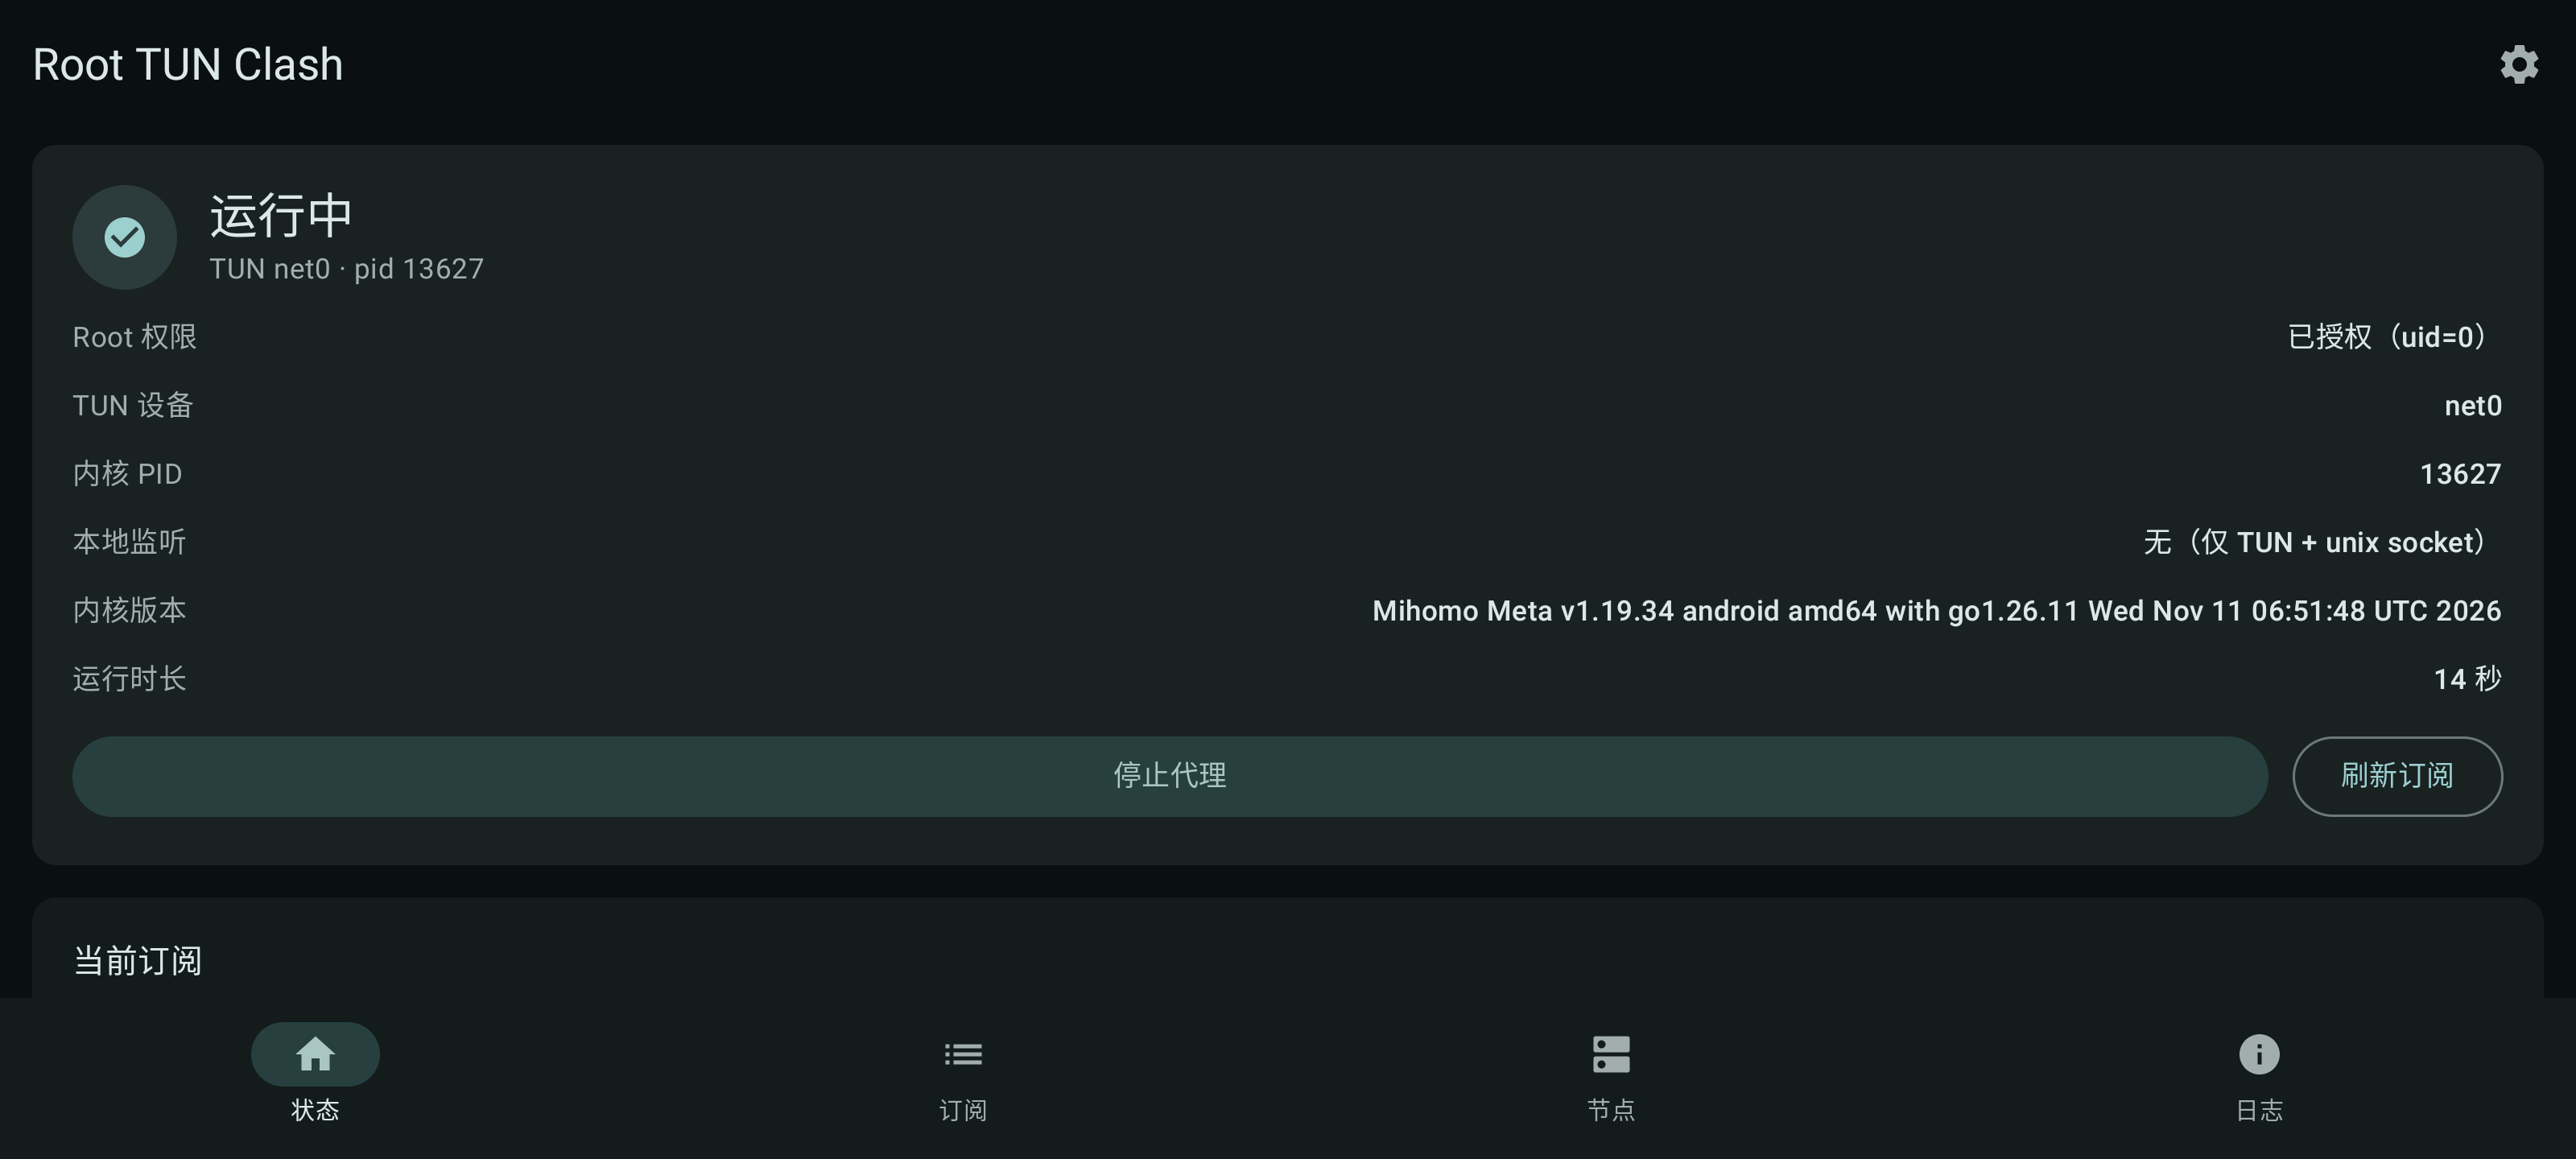 Root TUN Clash
运行中
TUN net0 · pid 13627
Root 权限 已授权（uid=0）
TUN 设备 net0
内核 PID 13627
本地监听 无（仅 TUN + unix socket）
内核版本 Mihomo Meta v1.19.34 android amd64 with go1.26.11 Wed Nov 11 06:51:48 UTC 2026
运行时长 14 秒
停止代理 刷新订阅
当前订阅
状态 订阅 节点 日志